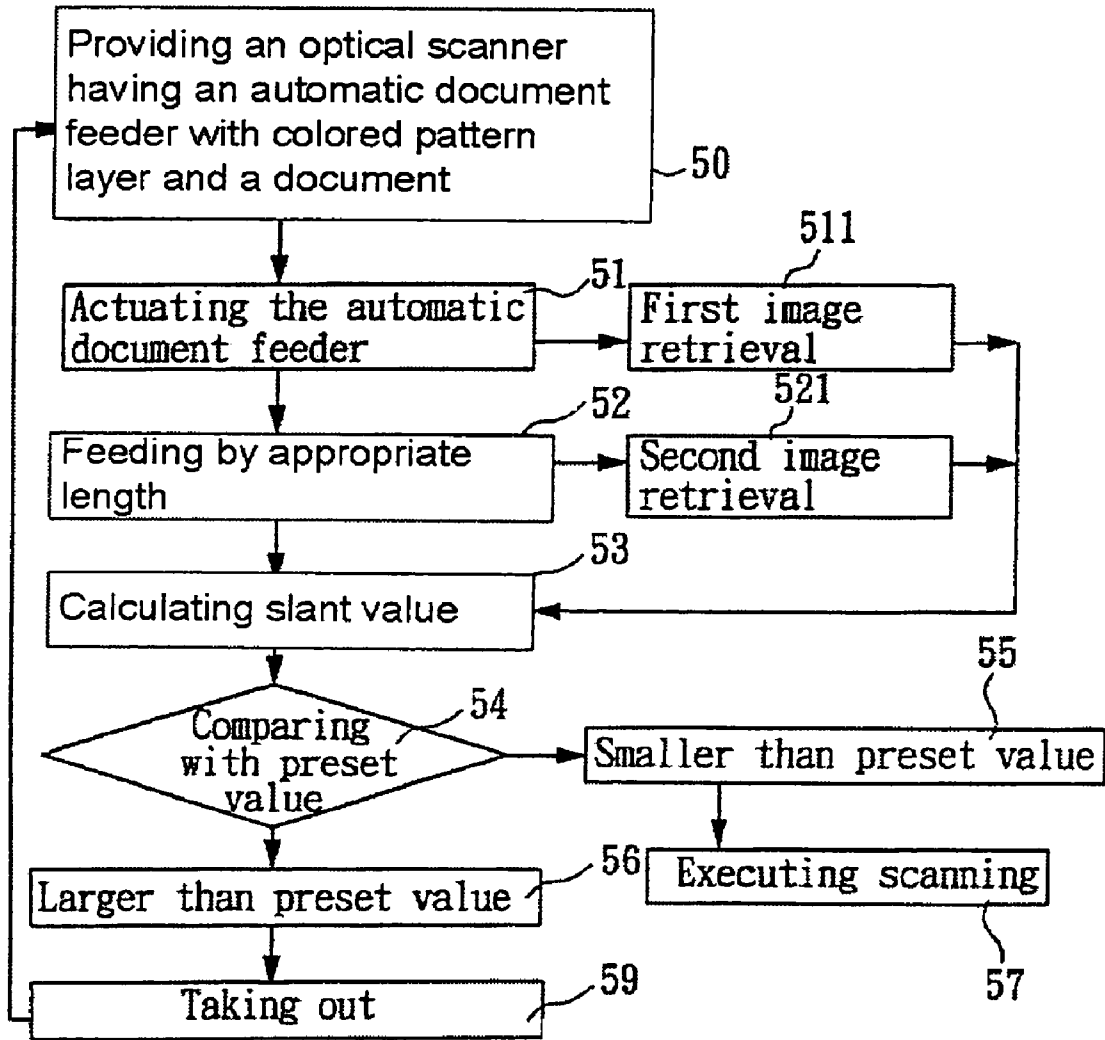 Providing an optical scanner
having an automatic document
feeder with colored pattern
layer and a document
50
51
511
Actuating the automatic
document feeder
First image
retrieval
52
521
Feeding by appropriate
length
Second image
retrieval
53
Calculating slant value
54
55
Comparing
with preset
value
Smaller than preset value
56
Larger than preset value
Executing scanning
57
59
Taking out